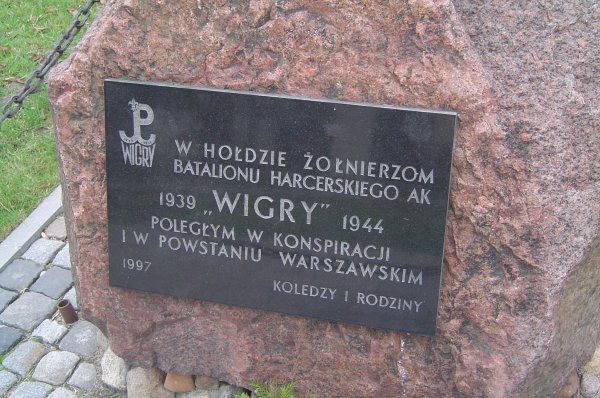 WIGRY
W HOŁDZIE ŻOŁNIERZOM
BATALIONU HARCERSKIEGO AK
1939 „WIGRY” 1944
POLEGŁYM W KONSPIRACJI
I W POWSTANIU WARSZAWSKIM
1997
KOLEDZY I RODZINY